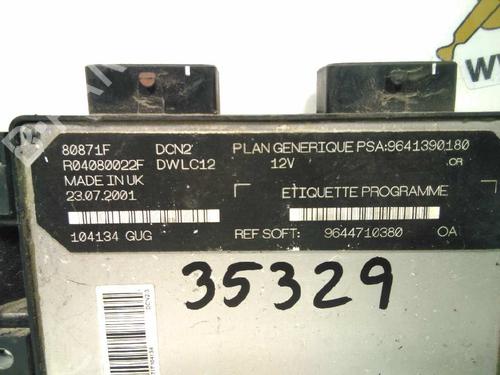 80871F DCN2 PLAN GENERIQUE PSA:9641390180
R04080022F DWLC12 12V .OR
MADE IN UK
23.07.2001 ETIQUETTE PROGRAMME
104134 GUG REF SOFT: 9644710380 OA
35329